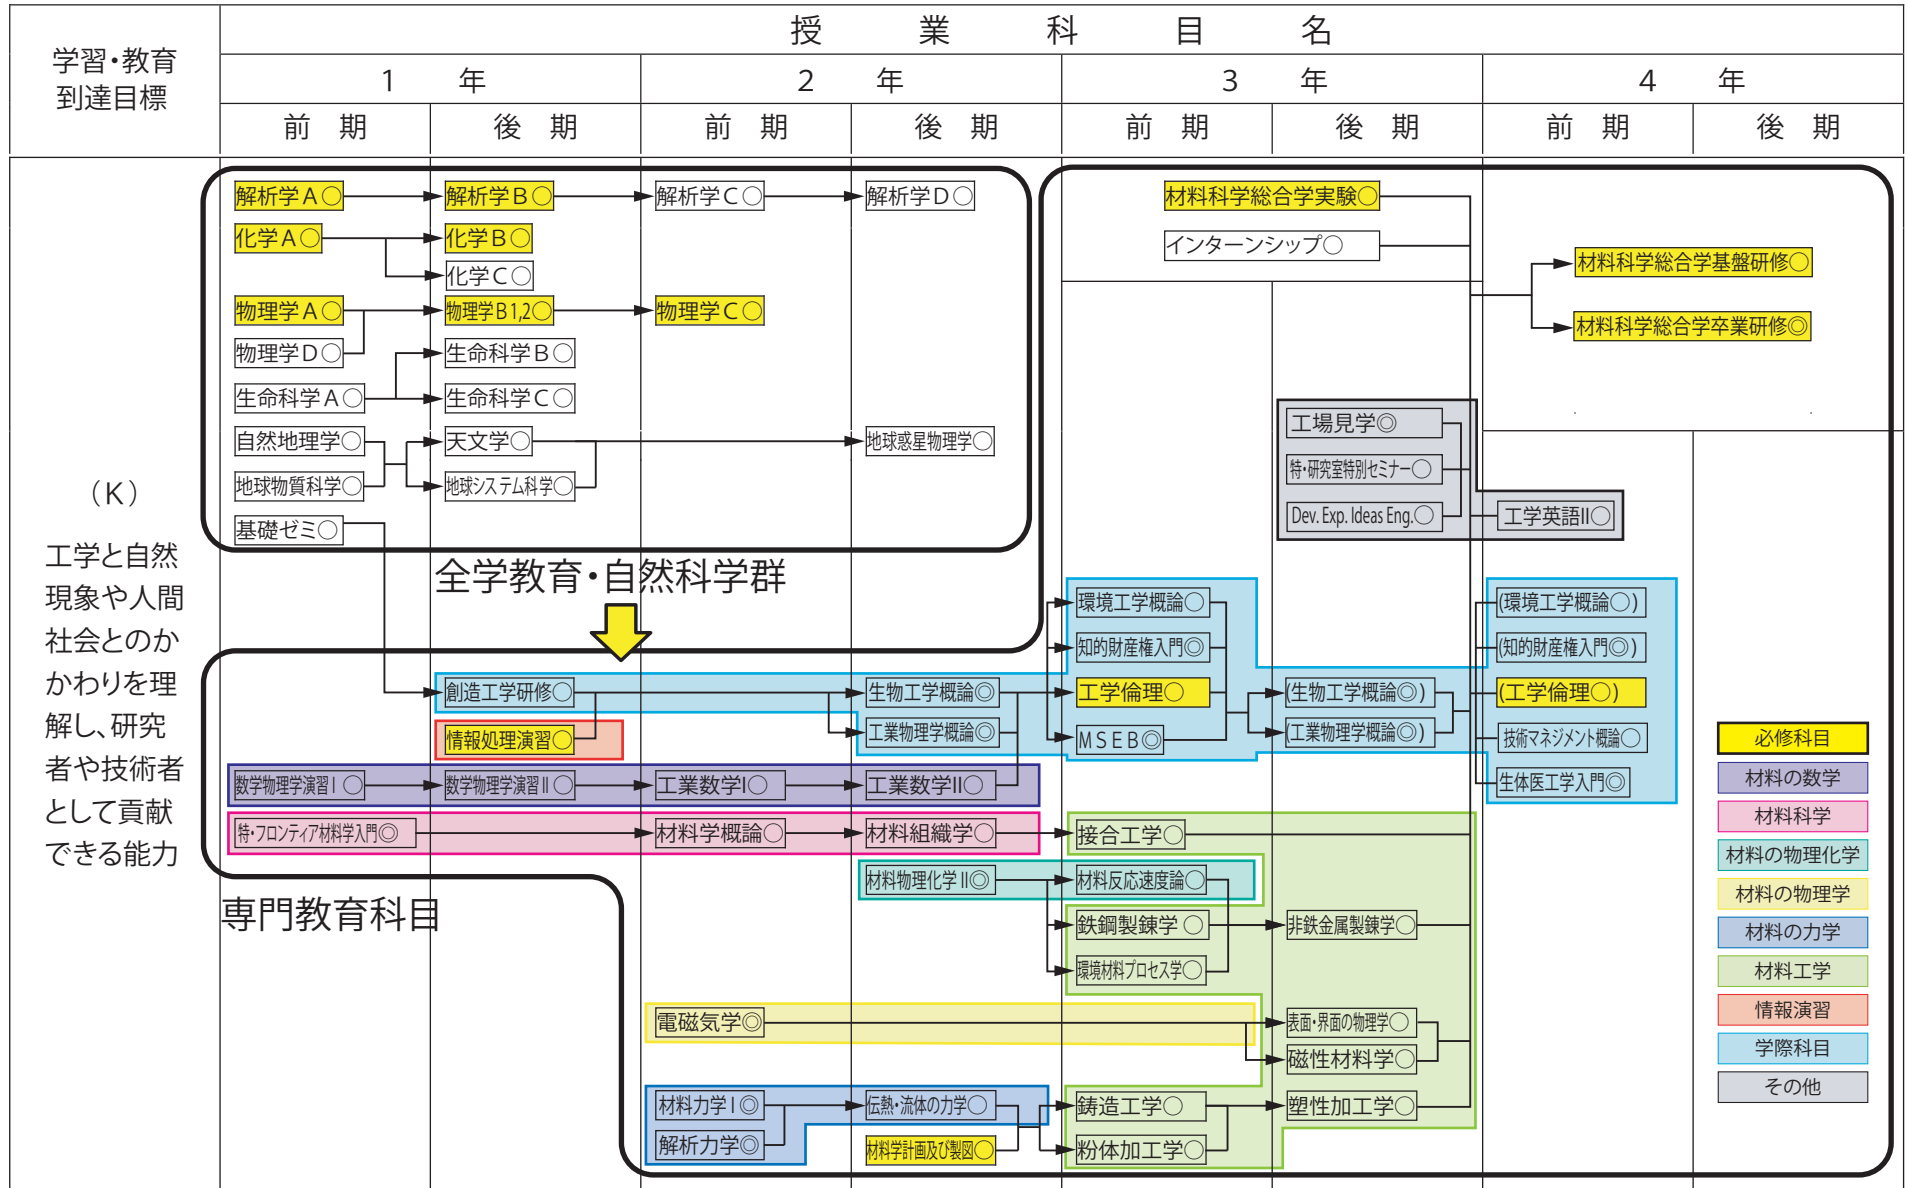 学習・教育
到達目標
授業科目名
1年
2年
3年
4年
前期
後期
前期
後期
前期
後期
前期
後期
(K)
工学と自然
現象や人間
社会とのか
かわりを理
解し、研究
者や技術者
として貢献
できる能力
解析学A○
解析学B○
解析学C○
解析学D○
化学A○
化学B○
化学C○
物理学A○
物理学B1,2○
物理学C○
物理学D○
生命科学B○
生命科学A○
生命科学C○
自然地理学○
天文学○
地球惑星物理学○
地球物質科学○
地球システム科学○
基礎ゼミ○
全学教育・自然科学群
材料科学総合学実験○
インターンシップ○
材料科学総合学基盤研修○
材料科学総合学卒業研修◎
工場見学◎
特・研究室特別セミナー○
Dev. Exp. Ideas Eng.○
工学英語II○
環境工学概論○
(環境工学概論○)
知的財産権入門◎
(知的財産権入門◎)
創造工学研修○
生物工学概論◎
工学倫理○
(生物工学概論◎)
(工学倫理○)
情報処理演習○
工業物理学概論◎
MSEB◎
(工業物理学概論◎)
技術マネジメント概論○
数学物理学演習I○
数学物理学演習II○
工業数学I○
工業数学II○
生体医工学入門◎
特・フロンティア材料学入門◎
材料学概論○
材料組織学○
接合工学○
材料物理化学II◎
材料反応速度論○
専門教育科目
鉄鋼製錬学○
非鉄金属製錬学○
環境材料プロセス学○
電磁気学◎
表面・界面の物理学○
磁性材料学○
材料力学I◎
伝熱・流体の力学○
鋳造工学○
塑性加工学○
解析力学◎
材料学計画及び製図○
粉体加工学○
必修科目
材料の数学
材料科学
材料の物理化学
材料の物理学
材料の力学
材料工学
情報演習
学際科目
その他